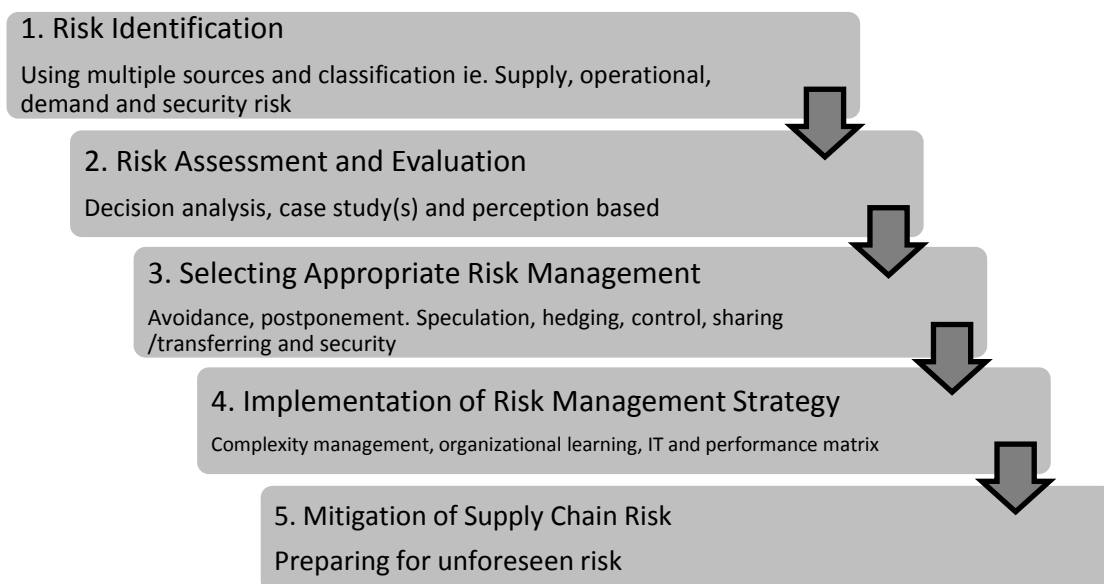 1. Risk Identification
Using multiple sources and classification ie. Supply, operational,
demand and security risk
2. Risk Assessment and Evaluation
Decision analysis, case study(s) and perception based
3. Selecting Appropriate Risk Management
Avoidance, postponement. Speculation, hedging, control, sharing
/transferring and security
4. Implementation of Risk Management Strategy
Complexity management, organizational learning, IT and performance matrix
5. Mitigation of Supply Chain Risk
Preparing for unforeseen risk